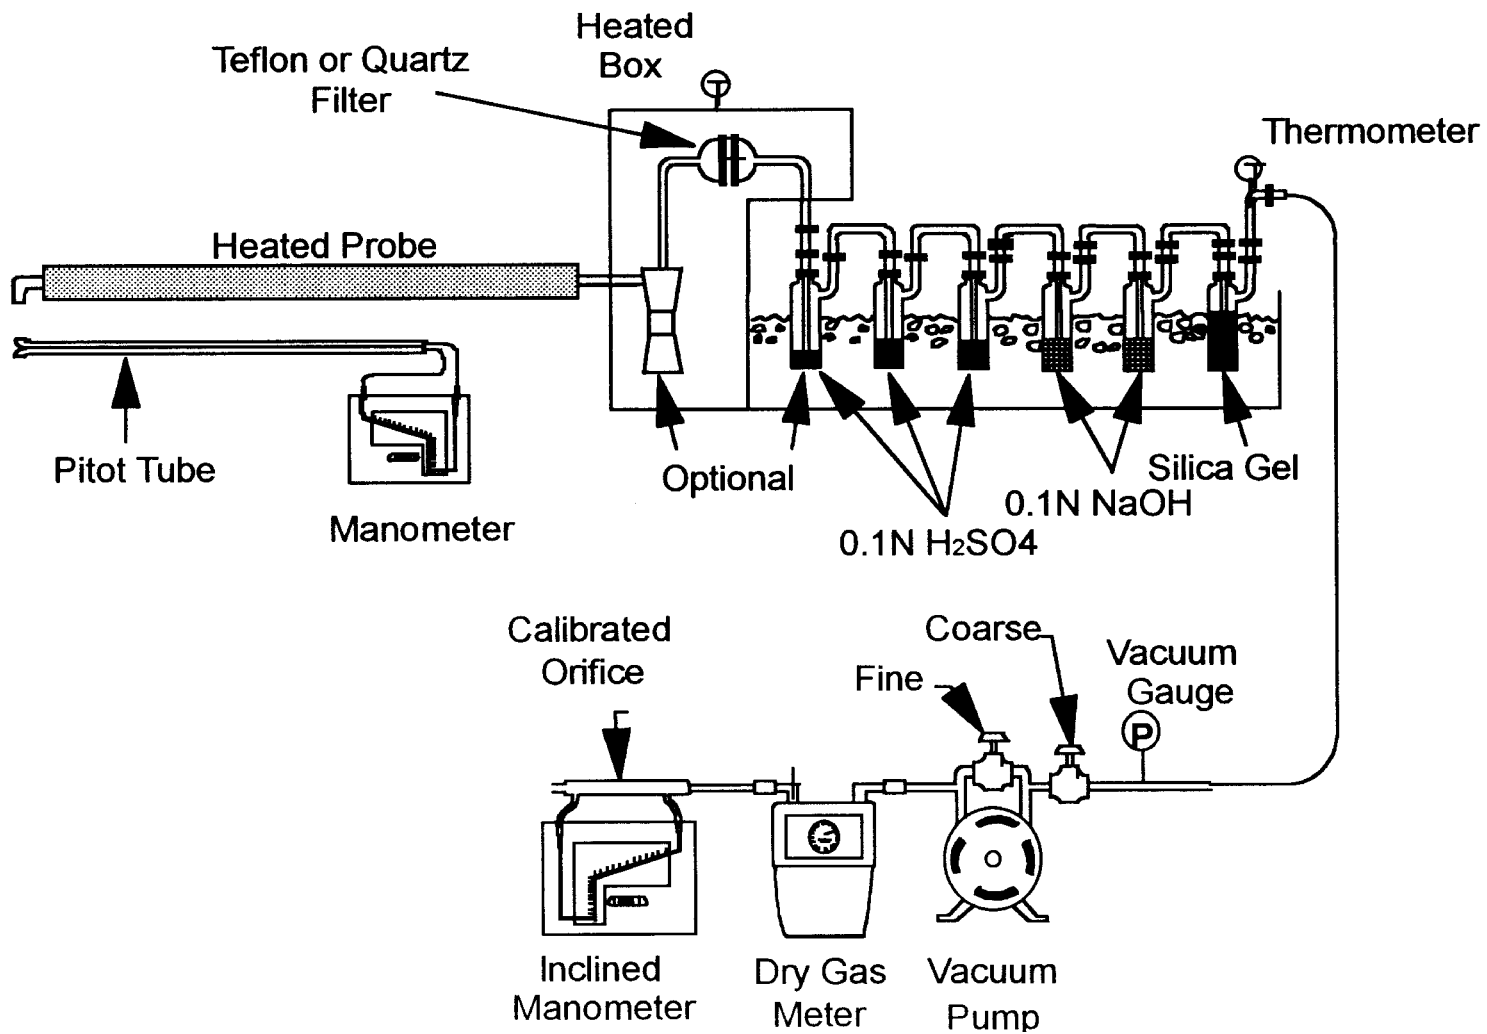 Heated
Box
Teflon or Quartz
Filter
Thermometer
Heated Probe
Pitot Tube
Manometer
Optional
Silica Gel
0.1N NaOH
0.1N H₂SO4
Calibrated
Orifice
Coarse
Fine
Vacuum
Gauge
P
Inclined
Manometer
Dry Gas
Meter
Vacuum
Pump